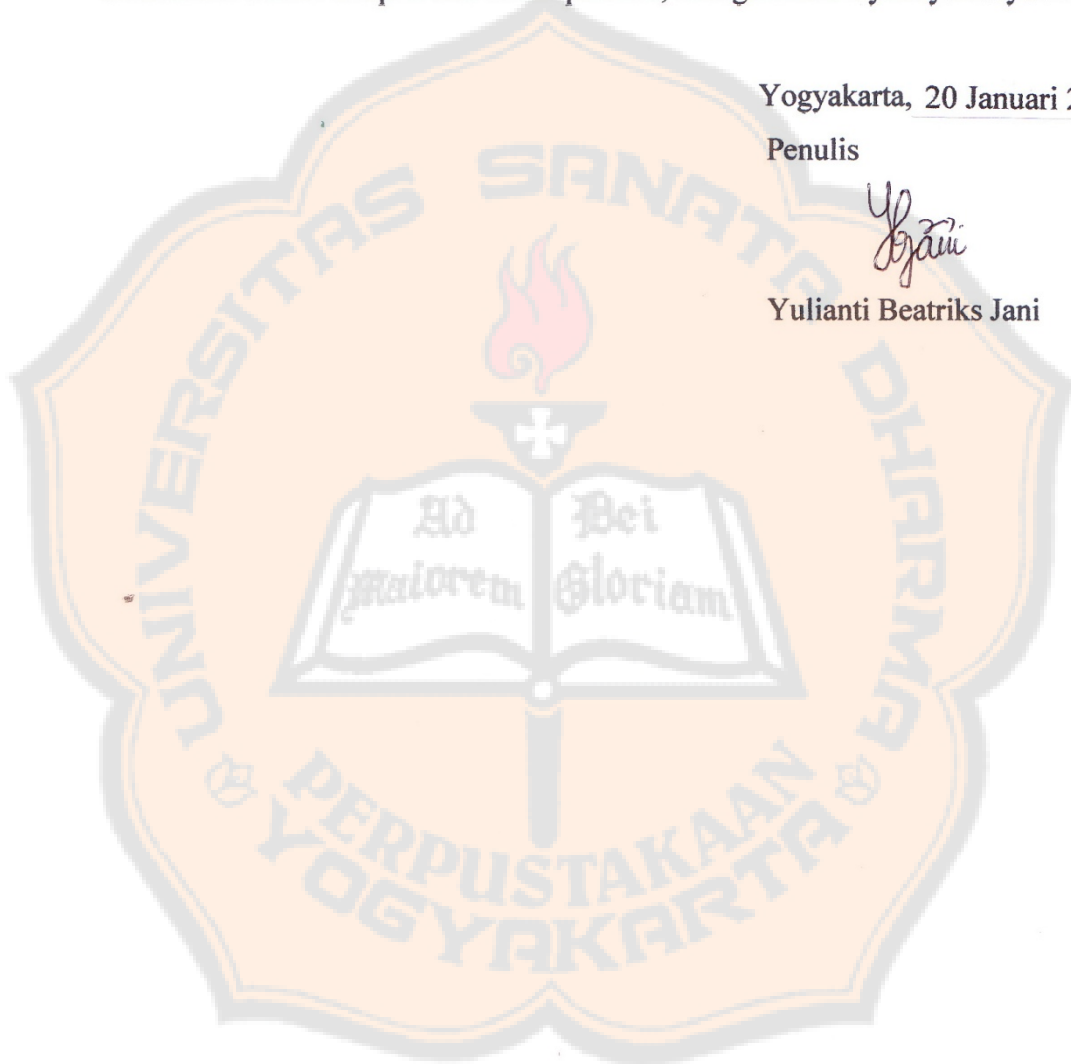 Yogyakarta, 20 Januari
Penulis
Yulianti Beatriks Jani
UNIVERSITAS SANATA DHARMA
Ad Dei
Maiorem Gloriam
PERPUSTAKAAN
YOGYAKARTA